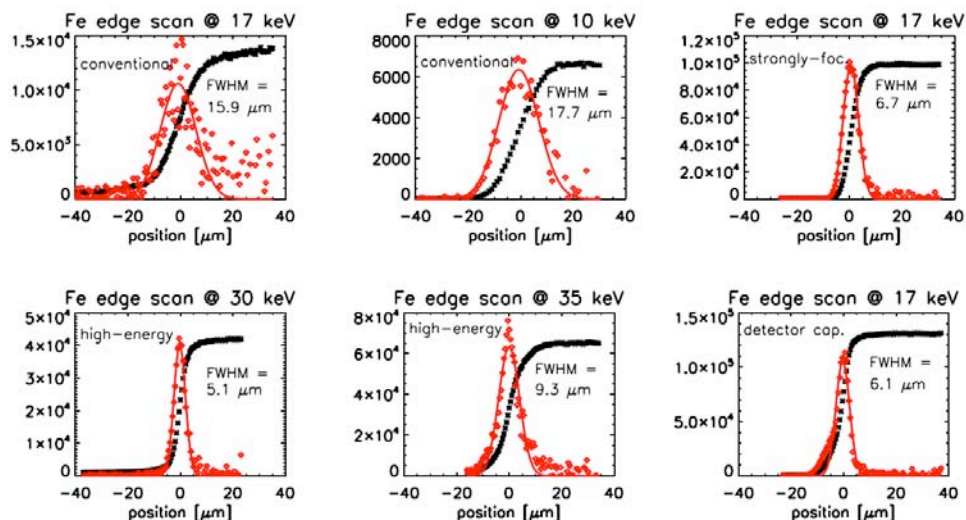 Fe edge scan @ 17 keV
1.5×10⁴
1.0×10⁴
5.0×10³
0
conventional
FWHM =
15.9 μm
−40 −20 0 20 40
position [μm]
Fe edge scan @ 10 keV
8000
6000
4000
2000
0
conventional
FWHM =
17.7 μm
−40 −20 0 20 40
position [μm]
Fe edge scan @ 17 keV
1.2×10⁵
1.0×10⁵
8.0×10⁴
6.0×10⁴
4.0×10⁴
2.0×10⁴
0
strongly-foc.
FWHM =
6.7 μm
−40 −20 0 20 40
position [μm]
Fe edge scan @ 30 keV
5×10⁴
4×10⁴
3×10⁴
2×10⁴
1×10⁴
0
high-energy
FWHM =
5.1 μm
−40 −20 0 20 40
position [μm]
Fe edge scan @ 35 keV
8×10⁴
6×10⁴
4×10⁴
2×10⁴
0
high-energy
FWHM =
9.3 μm
−40 −20 0 20 40
position [μm]
Fe edge scan @ 17 keV
1.5×10⁵
1.0×10⁵
5.0×10⁴
0
detector cap.
FWHM =
6.1 μm
−40 −20 0 20 40
position [μm]